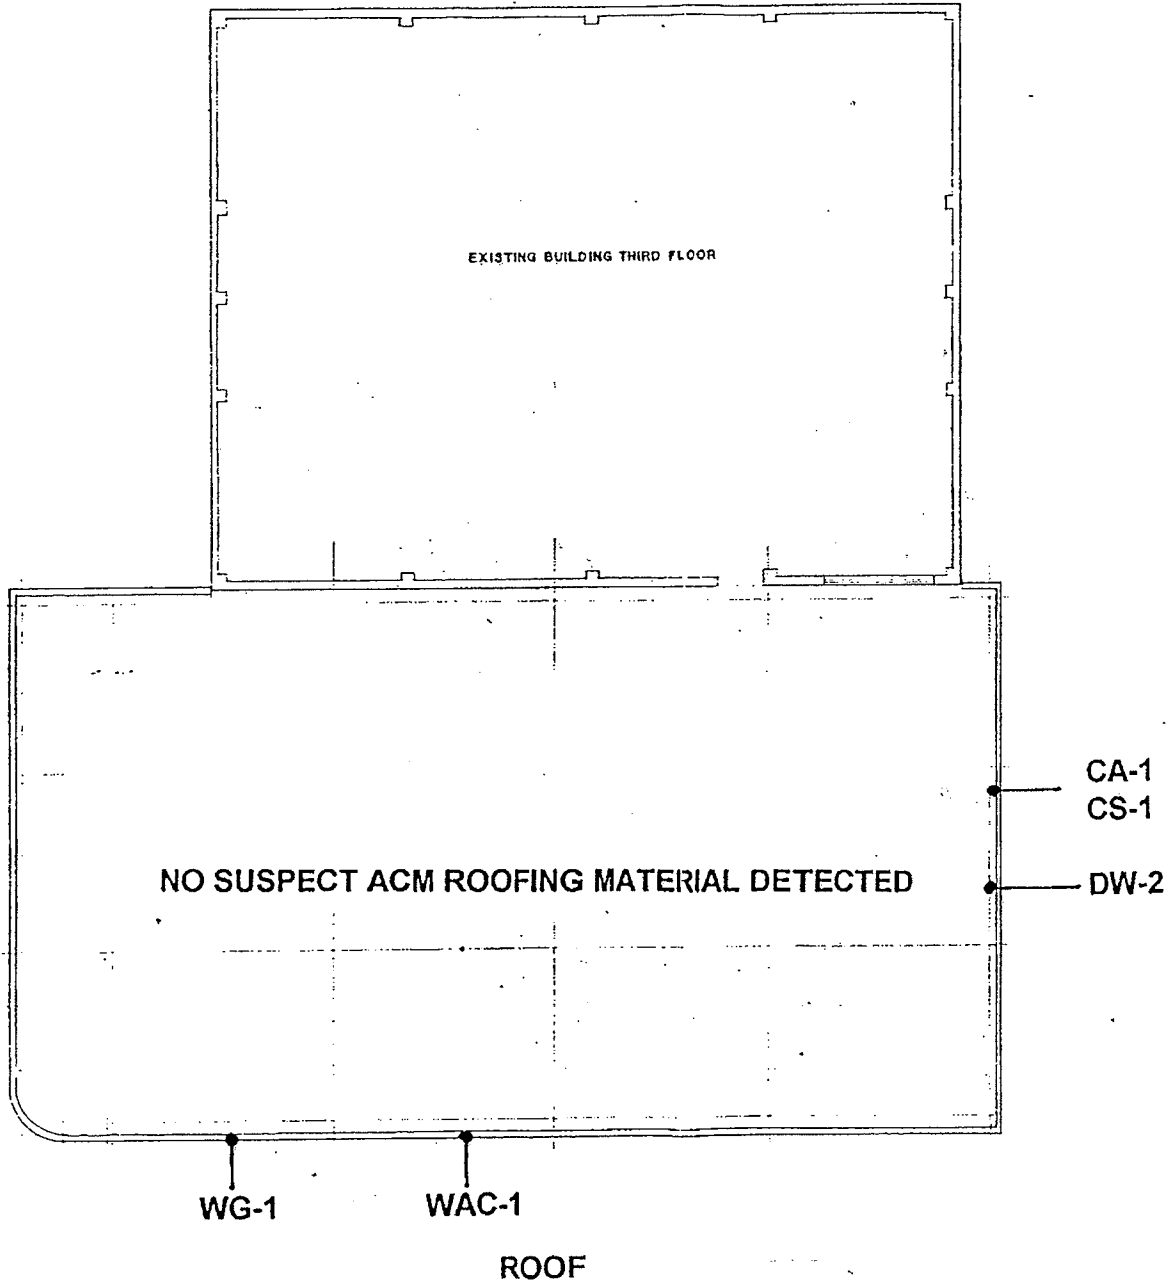 EXISTING BUILDING THIRD FLOOR
CA-1
CS-1
NO SUSPECT ACM ROOFING MATERIAL DETECTED
DW-2
WG-1
WAC-1
ROOF